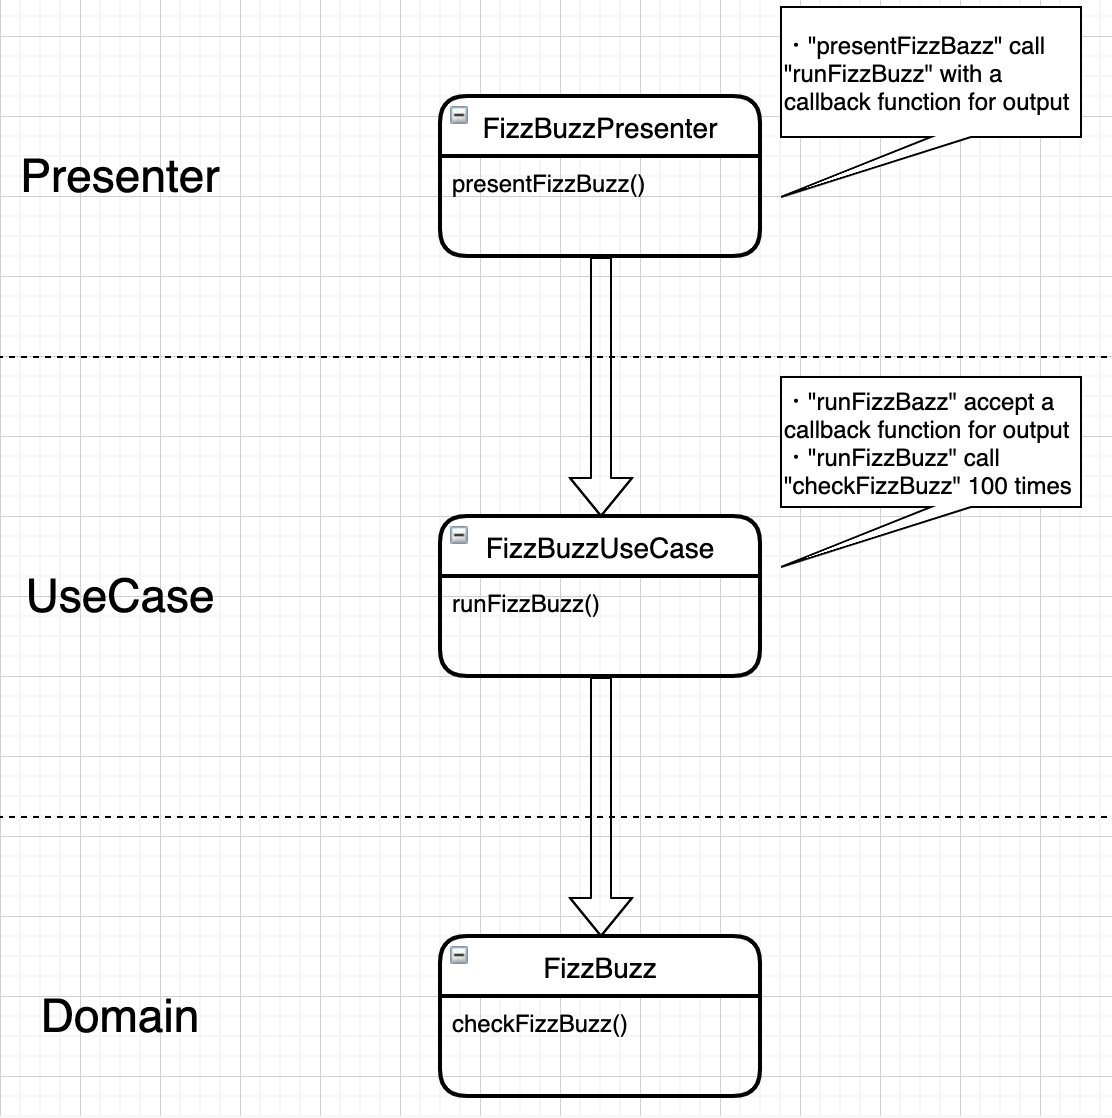 ・"presentFizzBazz" call
"runFizzBuzz" with a
callback function for output
FizzBuzzPresenter
presentFizzBuzz()
Presenter
・"runFizzBazz" accept a
callback function for output
・"runFizzBuzz" call
"checkFizzBuzz" 100 times
FizzBuzzUseCase
runFizzBuzz()
UseCase
FizzBuzz
checkFizzBuzz()
Domain